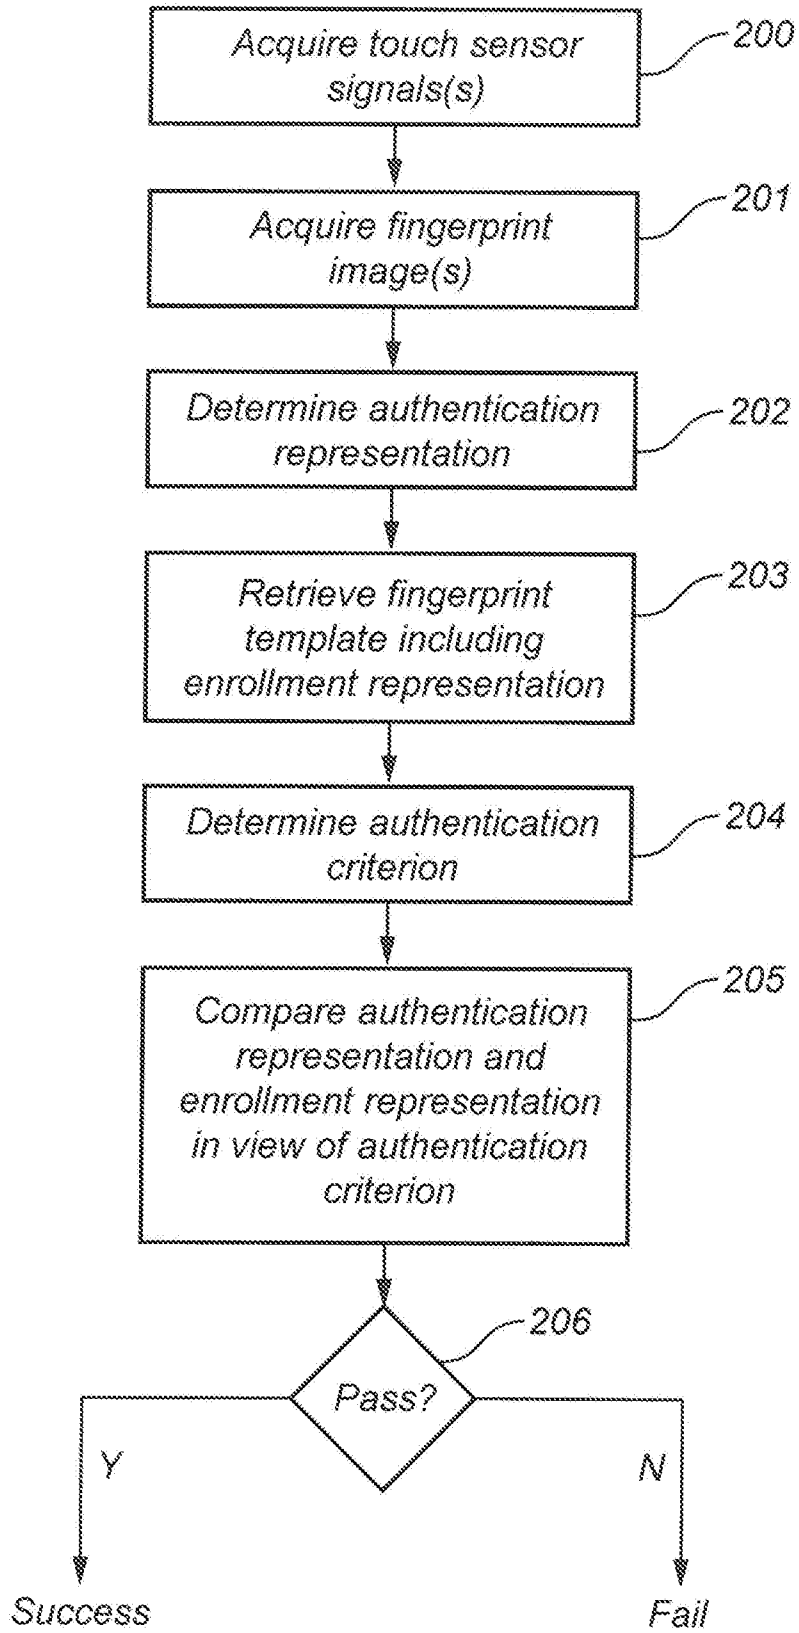 Acquire touch sensor
signals(s)
200
Acquire fingerprint
image(s)
201
Determine authentication
representation
202
Retrieve fingerprint
template including
enrollment representation
203
Determine authentication
criterion
204
Compare authentication
representation and
enrollment representation
in view of authentication
criterion
205
Pass?
206
Y
N
Success
Fail